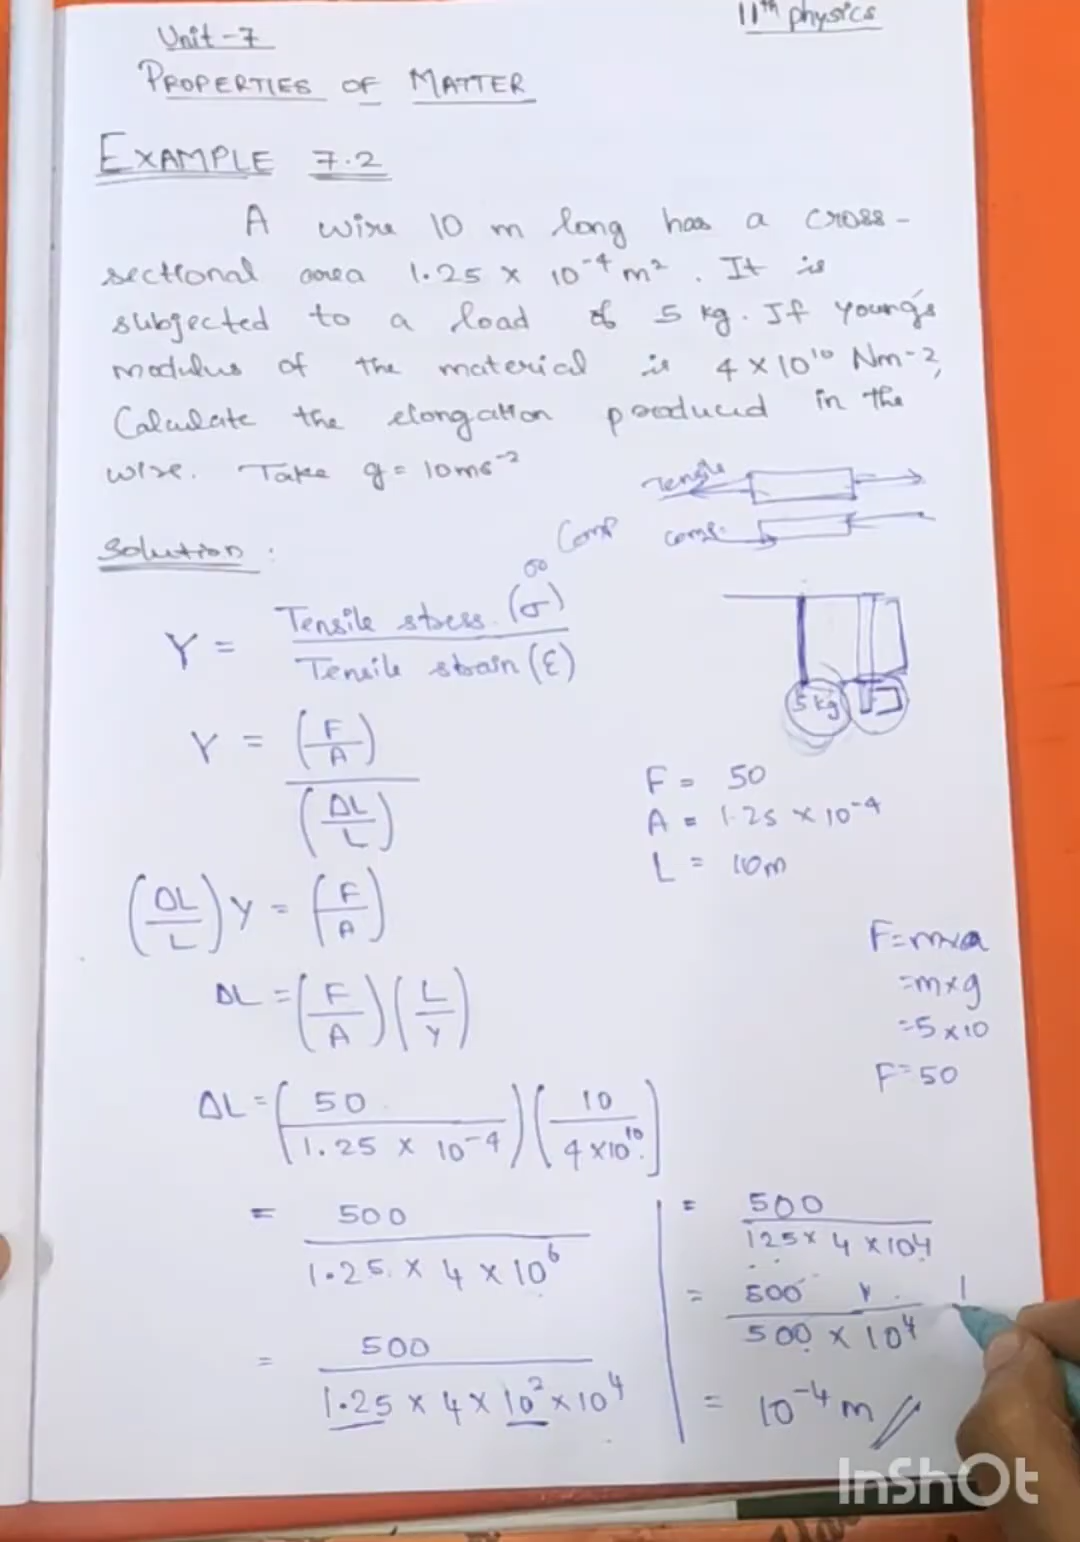 Unit-7
11th physics
PROPERTIES OF MATTER
EXAMPLE 7.2
A wire 10 m long has a cross-
sectional area 1.25 × 10⁻⁴ m². It is
subjected to a load of 5 kg. If young's
modulus of the material is 4 × 10¹⁰ Nm-2,
Calculate the elongation produced in the
wire. Take g = 10ms⁻²
Tensile
Comp comp.
Solution :
Y = Tensile stress (σ) / Tensile strain (ε)
5 kg
Y = (F/A) / (ΔL/L)
F = 50
A = 1.25 × 10⁻⁴
L = 10m
(ΔL/L) Y = (F/A)
F = m×a
= m×g
= 5×10
F = 50
ΔL = (F/A) (L/Y)
ΔL = (50 / 1.25 × 10⁻⁴) (10 / 4×10¹⁰)
= 500 / 1.25 × 4 × 10⁶
= 500 / 1.25 × 4 × 10² × 10⁴
= 500 / 125 × 4 × 10⁴
= 500 / 500 × 10⁴
= 10⁻⁴ m
InShOt